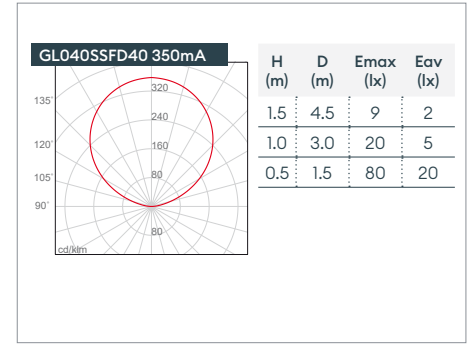 GL040SSFD40 350mA
320
135°
240
120°
160
105°
80
90°
80
cd/klm
H D Emax Eav
(m) (m) (lx) (lx)
1.5 4.5 9 2
1.0 3.0 20 5
0.5 1.5 80 20